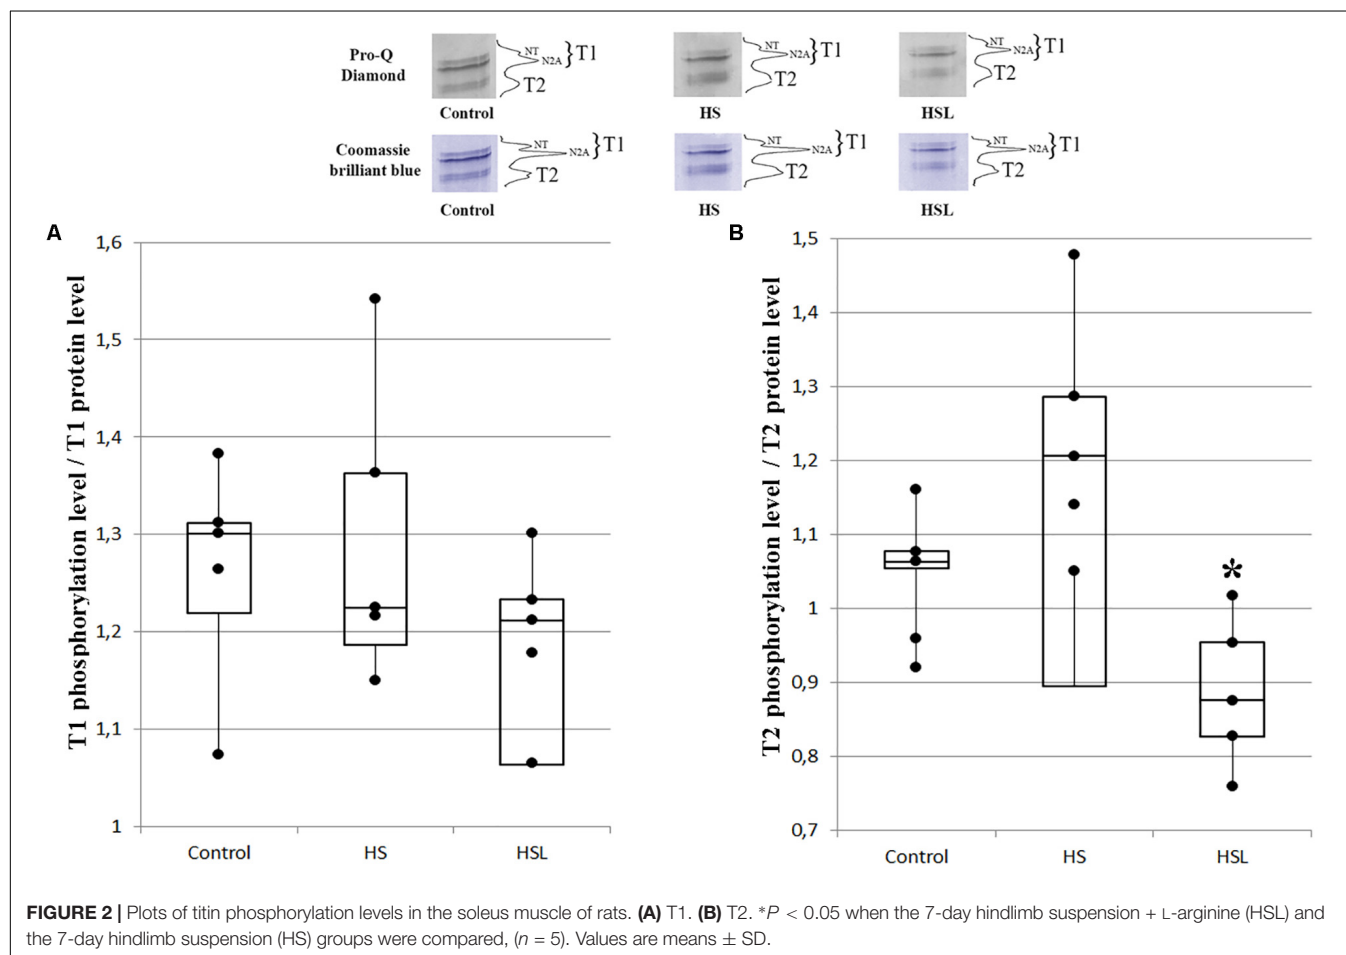 Pro-Q
Diamond
NT
N2A
T1
T2
Control
NT
N2A
T1
T2
HS
NT
N2A
T1
T2
HSL
Coomassie
brilliant blue
NT
N2A
T1
T2
Control
NT
N2A
T1
T2
HS
NT
N2A
T1
T2
HSL
A
T1 phosphorylation level / T1 protein level
1,6
1,5
1,4
1,3
1,2
1,1
1
Control HS HSL
B
T2 phosphorylation level / T2 protein level
1,5
1,4
1,3
1,2
1,1
1
0,9
0,8
0,7
*
Control HS HSL
FIGURE 2 | Plots of titin phosphorylation levels in the soleus muscle of rats. (A) T1. (B) T2. *P < 0.05 when the 7-day hindlimb suspension + L-arginine (HSL) and
the 7-day hindlimb suspension (HS) groups were compared, (n = 5). Values are means ± SD.